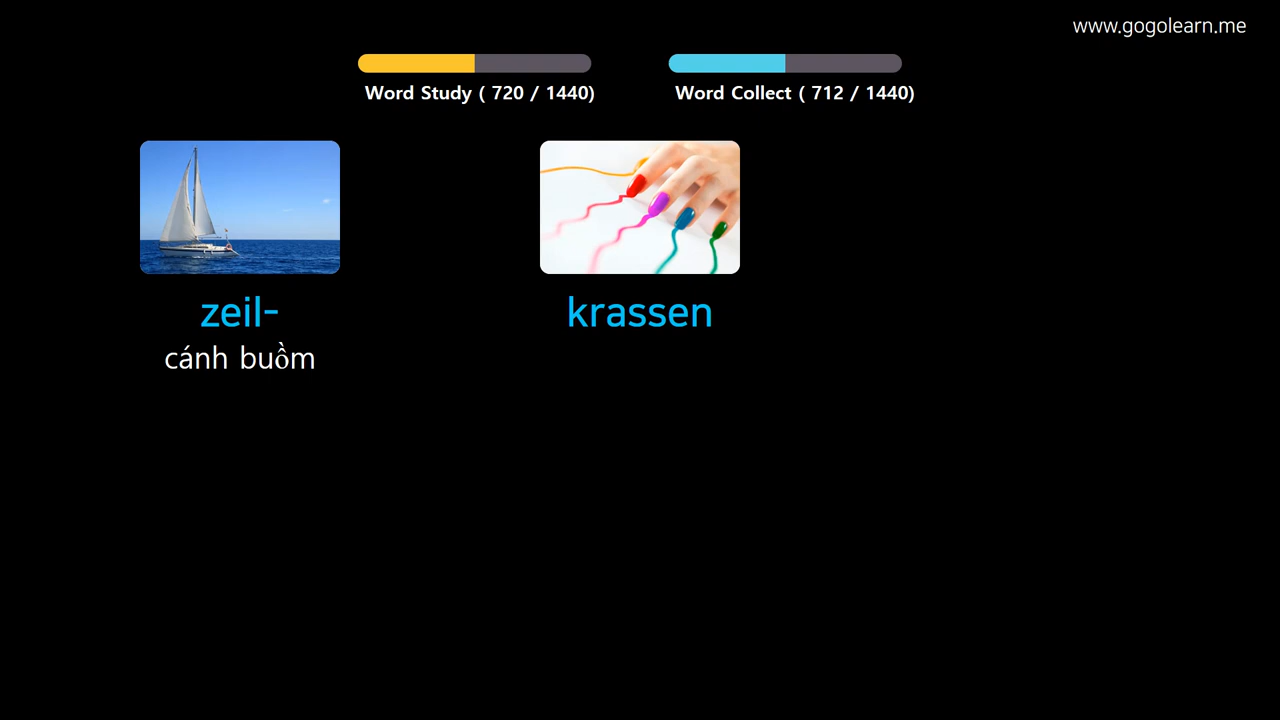 www.gogolearn.me
Word Study ( 720 / 1440)
Word Collect ( 712 / 1440)
zeil-
cánh buồm
krassen